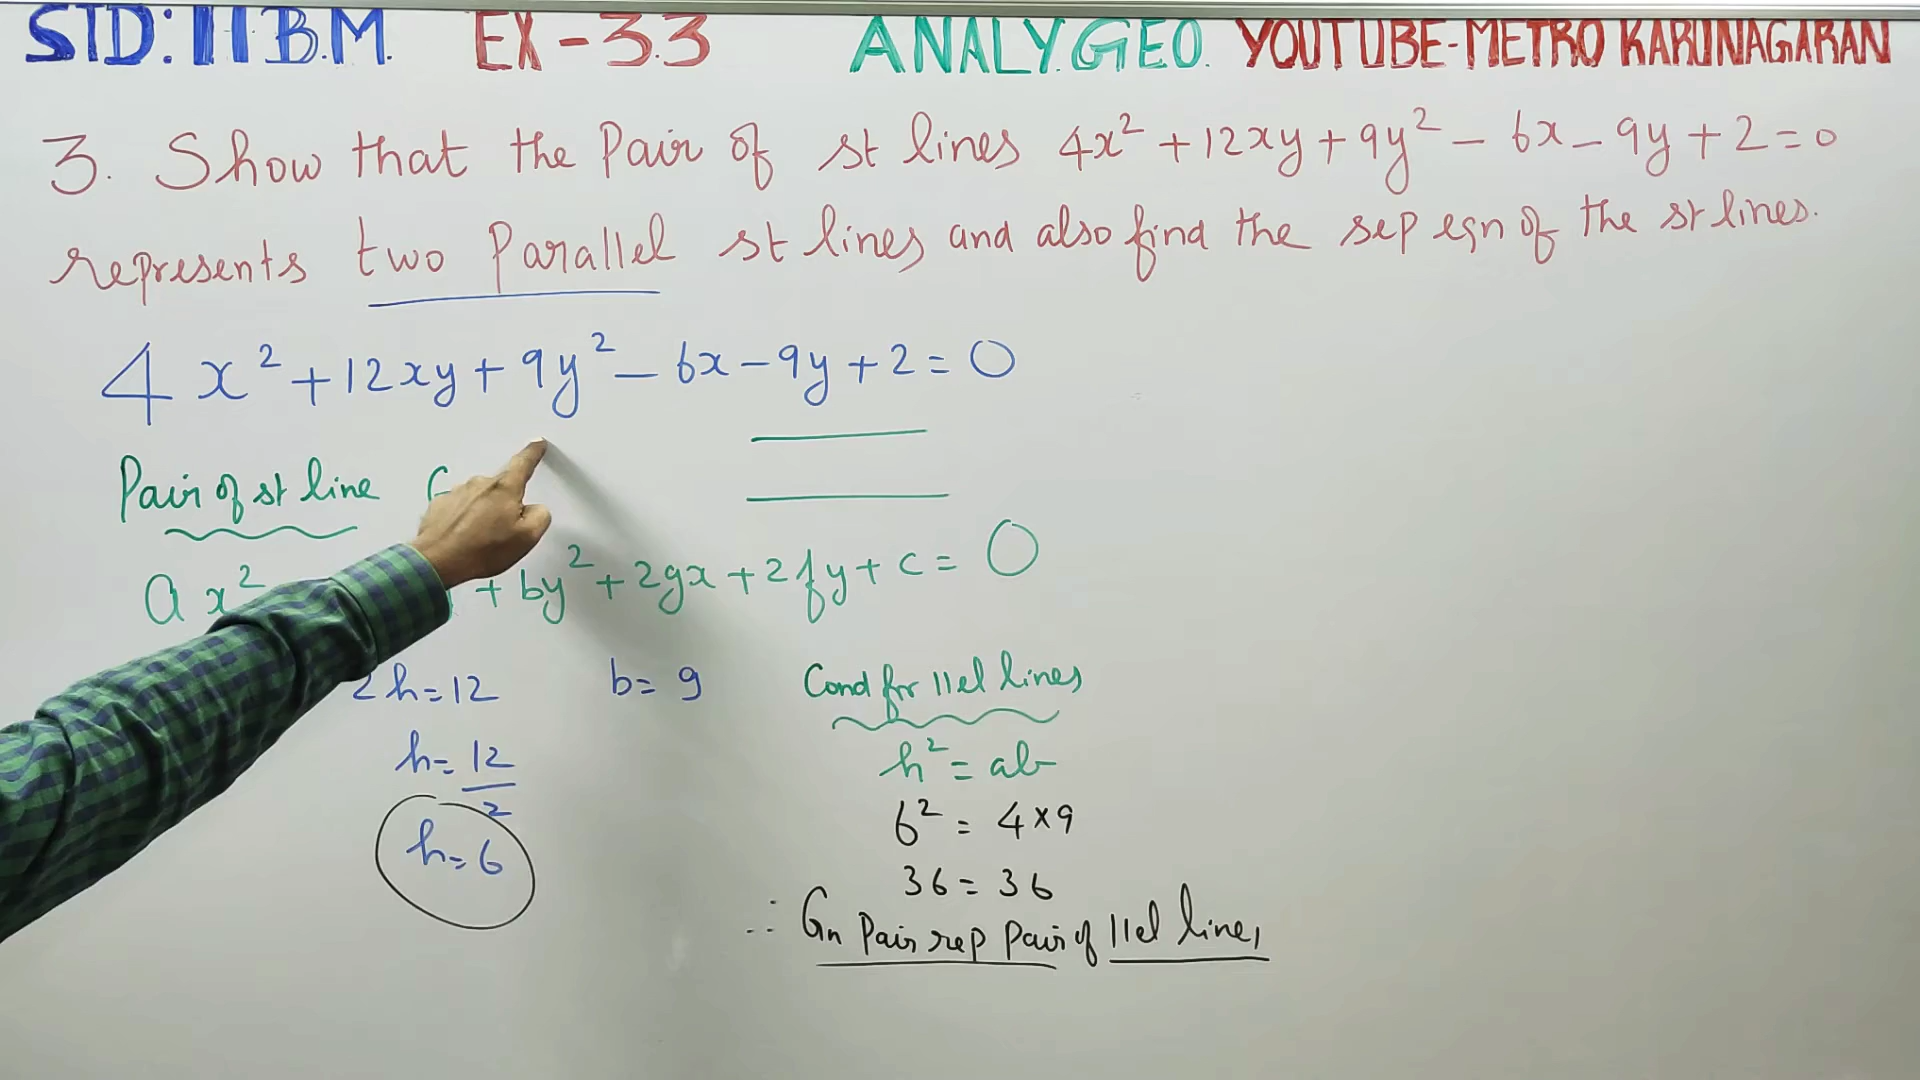 STD: 11 B.M. EX-3.3 ANALY.GEO. YOUTUBE-METRO KARUNAGARAN
3. Show that the Pair of st lines 4x² + 12xy + 9y² - 6x - 9y + 2 = 0
represents two Parallel st lines and also find the sep eqn of the st lines.
4x² + 12xy + 9y² - 6x - 9y + 2 = 0
Pair of st line
ax² + by² + 2gx + 2fy + c = 0
2h = 12 b = 9 Cond for llel lines
h = 12/2 h² = ab
6² = 4 × 9
h = 6
36 = 36
∴ Gn Pair rep Pair of llel lines